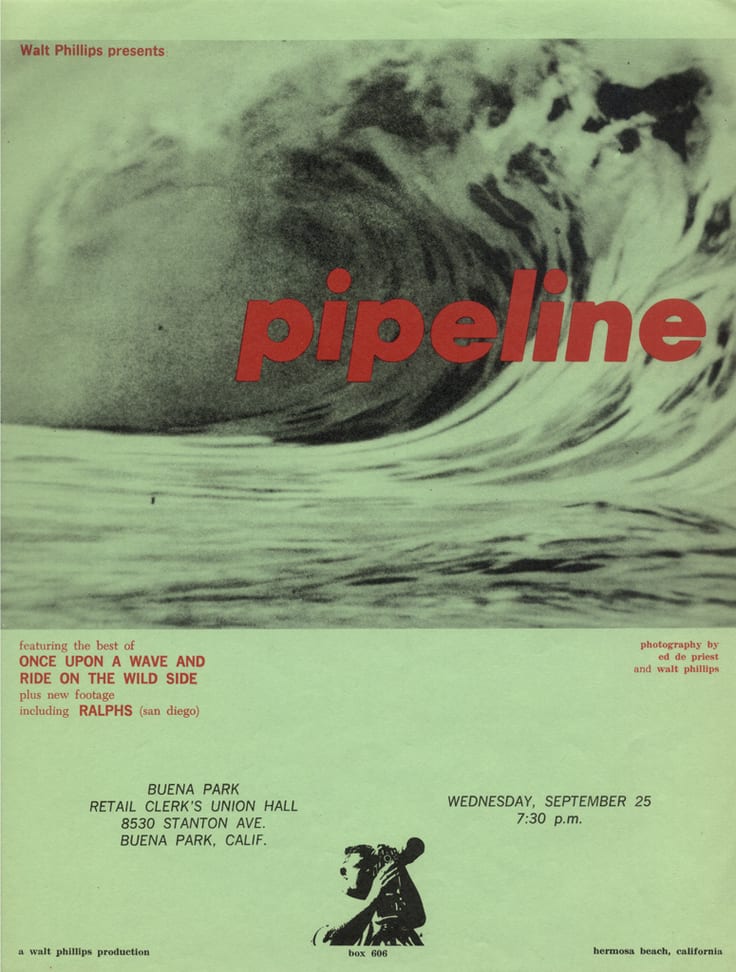 Walt Phillips presents
pipeline
featuring the best of
ONCE UPON A WAVE AND
RIDE ON THE WILD SIDE
plus new footage
including RALPHS (san diego)
photography by
ed de priest
and walt phillips
BUENA PARK
RETAIL CLERK'S UNION HALL
8530 STANTON AVE.
BUENA PARK, CALIF.
WEDNESDAY, SEPTEMBER 25
7:30 p.m.
a walt phillips production
box 606
hermosa beach, california